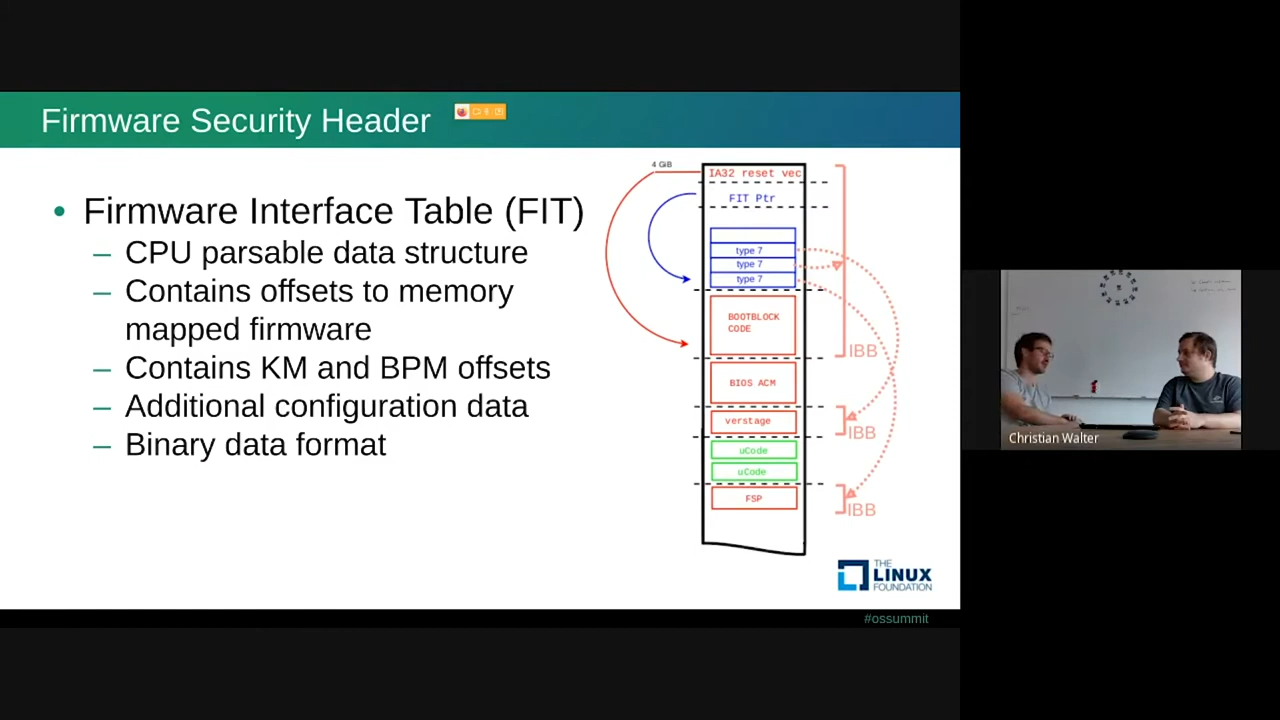 Firmware Security Header
• Firmware Interface Table (FIT)
– CPU parsable data structure
– Contains offsets to memory
mapped firmware
– Contains KM and BPM offsets
– Additional configuration data
– Binary data format
4 GiB
IA32 reset vec
FIT Ptr
type 7
type 7
type 7
BOOTBLOCK
CODE
IBB
BIOS ACM
verstage
IBB
uCode
uCode
FSP
IBB
THE
LINUX
FOUNDATION
#ossummit
Christian Walter